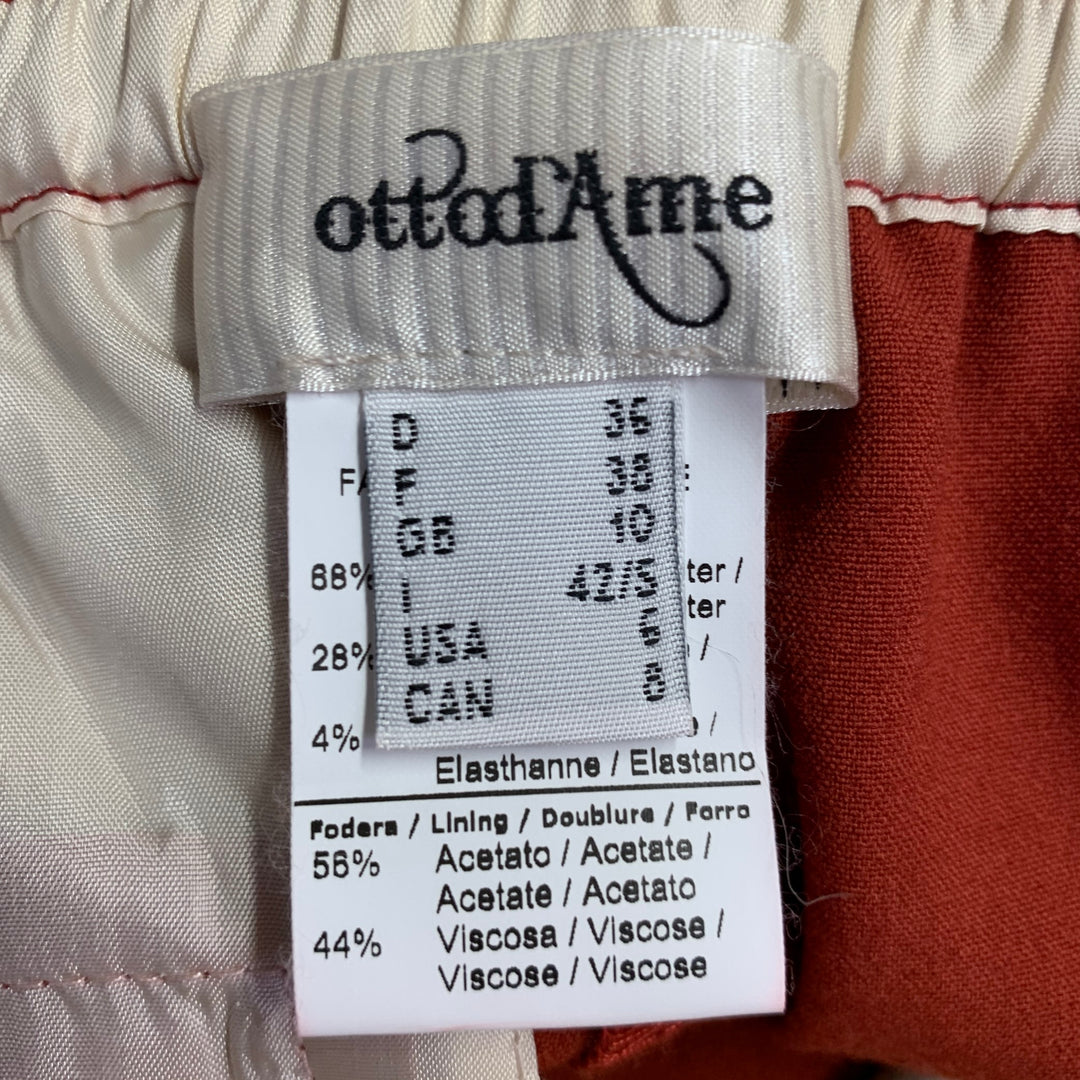 ottod'Ame
D 36
F 38
GB 10
I 42/S
USA 6
CAN 8
68%
28%
4%
Elasthanne / Elastano
Fodera / Lining / Doublure / Forro
56% Acetato / Acetate /
Acetate / Acetato
44% Viscosa / Viscose /
Viscose / Viscose